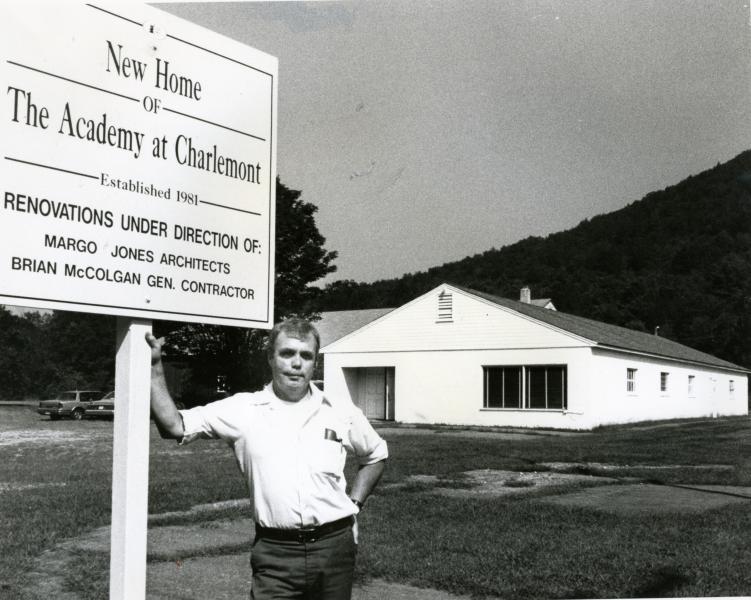 New Home
OF
The Academy at Charlemont
Established 1981
RENOVATIONS UNDER DIRECTION OF:
MARGO JONES ARCHITECTS
BRIAN McCOLGAN GEN. CONTRACTOR